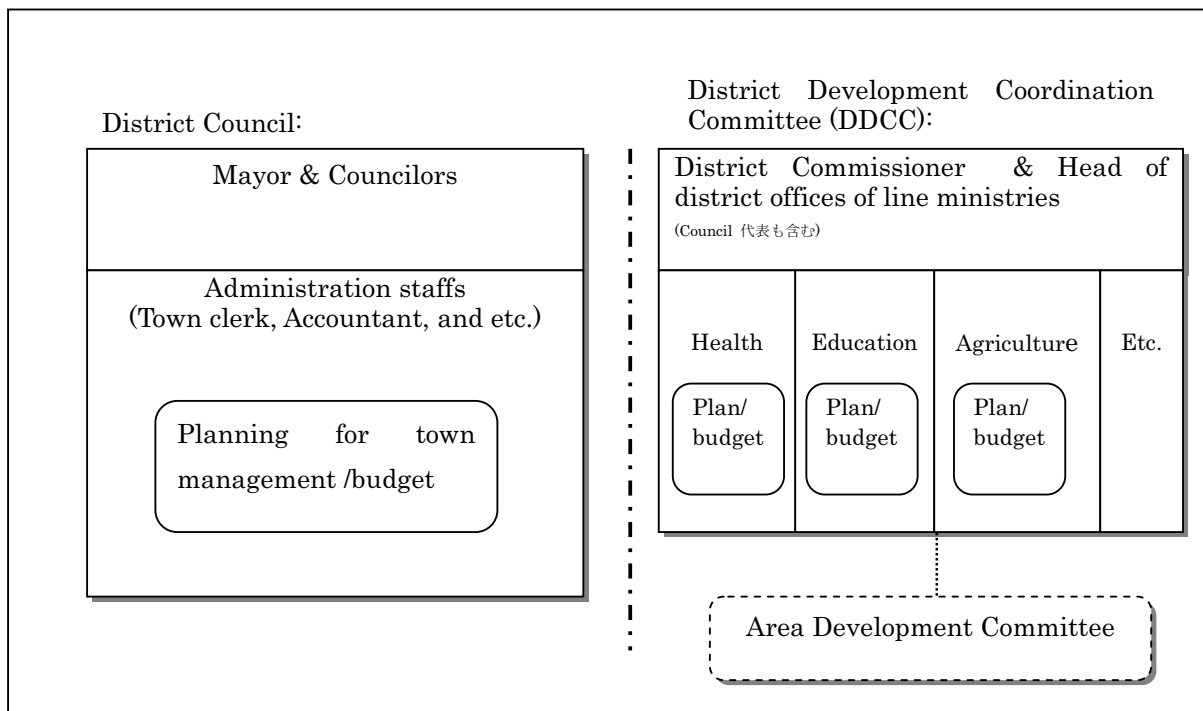 District Council:
Mayor & Councilors
Administration staffs
(Town clerk, Accountant, and etc.)
Planning for town
management /budget
District Development Coordination
Committee (DDCC):
District Commissioner & Head of
district offices of line ministries
(Council 代表も含む)
Health
Education
Agriculture
Etc.
Plan/
budget
Plan/
budget
Plan/
budget
Area Development Committee